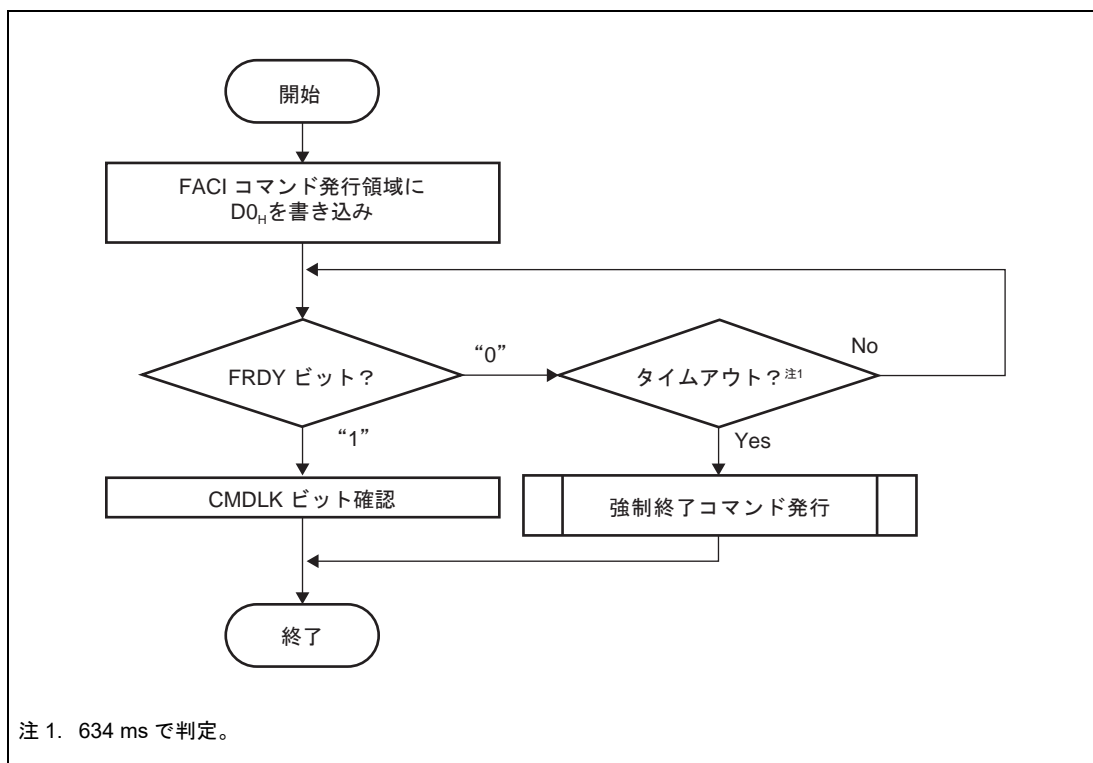 開始
FACI コマンド発行領域に
D0Hを書き込み
FRDY ビット？
“0”
タイムアウト？注1
No
“1”
Yes
CMDLK ビット確認
強制終了コマンド発行
終了
注 1. 634 ms で判定。